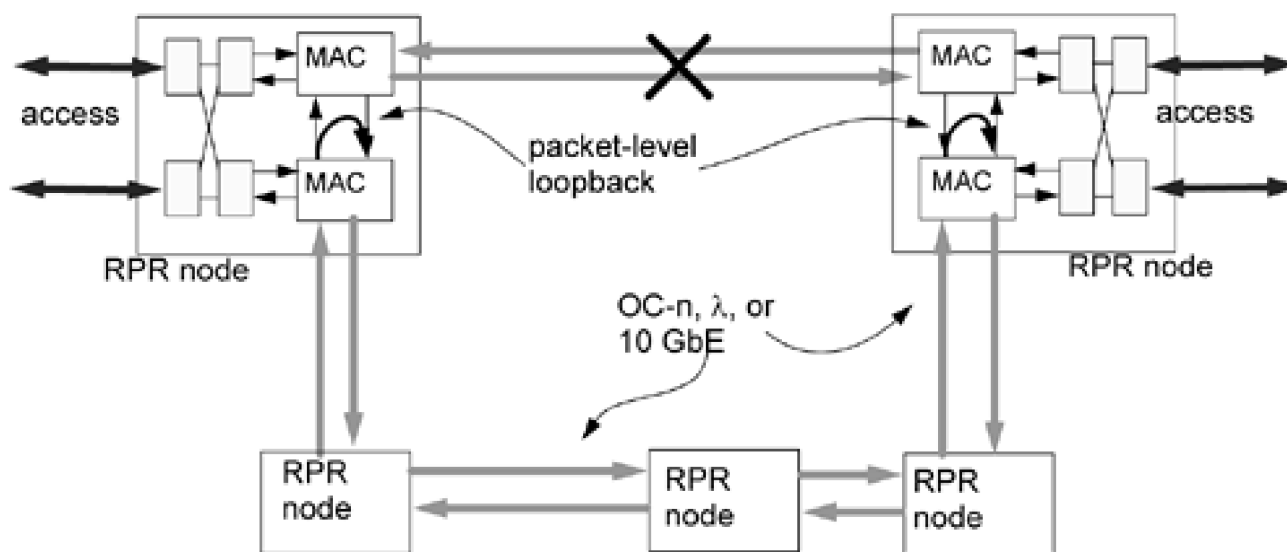 MAC
MAC
access
access
packet-level
loopback
MAC
MAC
RPR node
RPR node
OC-n, λ, or
10 GbE
RPR
node
RPR
node
RPR
node